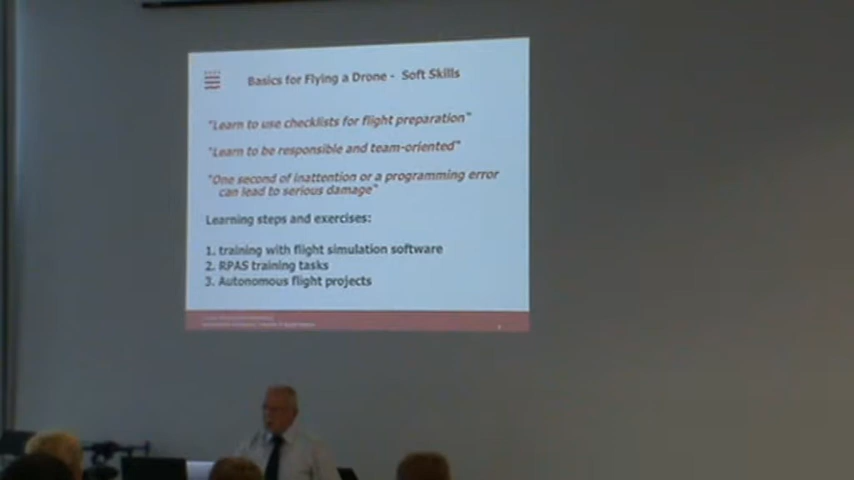 Basics for Flying a Drone - Soft Skills
"Learn to use checklists for flight preparation"
"Learn to be responsible and team-oriented"
"One second of inattention or a programming error
can lead to serious damage"
Learning steps and exercises:
1. training with flight simulation software
2. RPAS training tasks
3. Autonomous flight projects